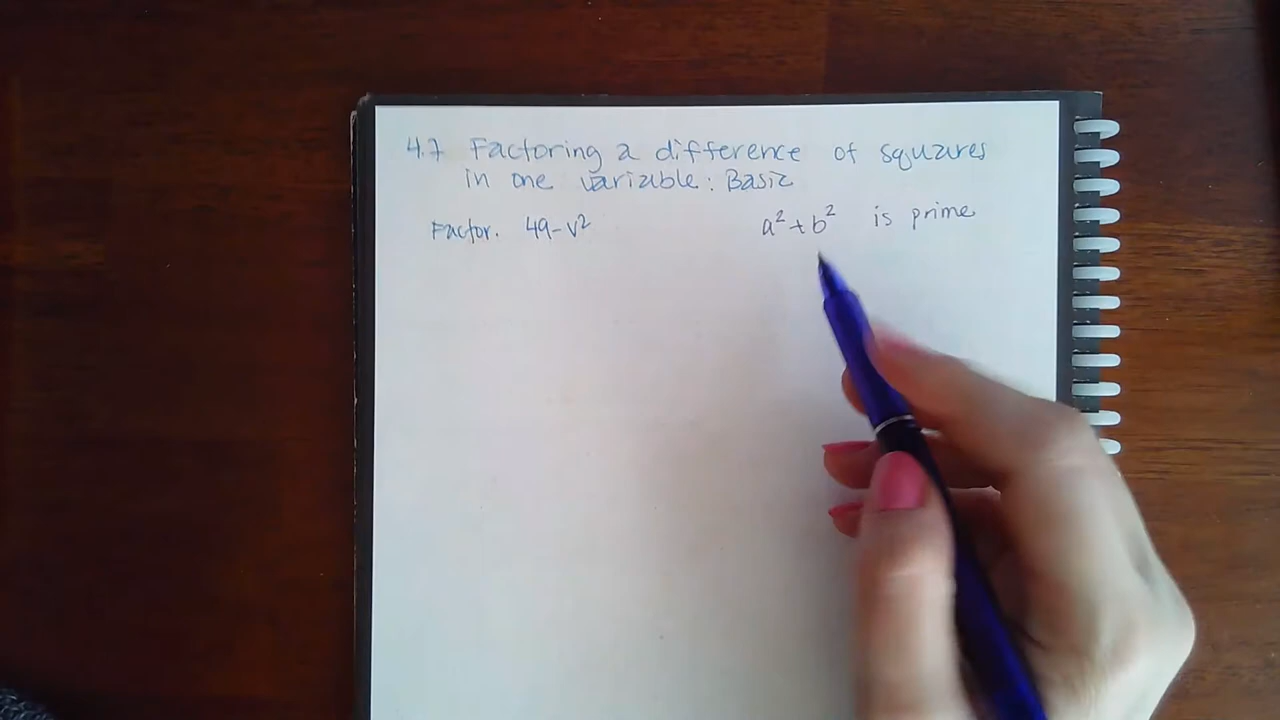 4.7 Factoring a difference of squares
in one variable: Basic
Factor. 49-v² a²+b² is prime